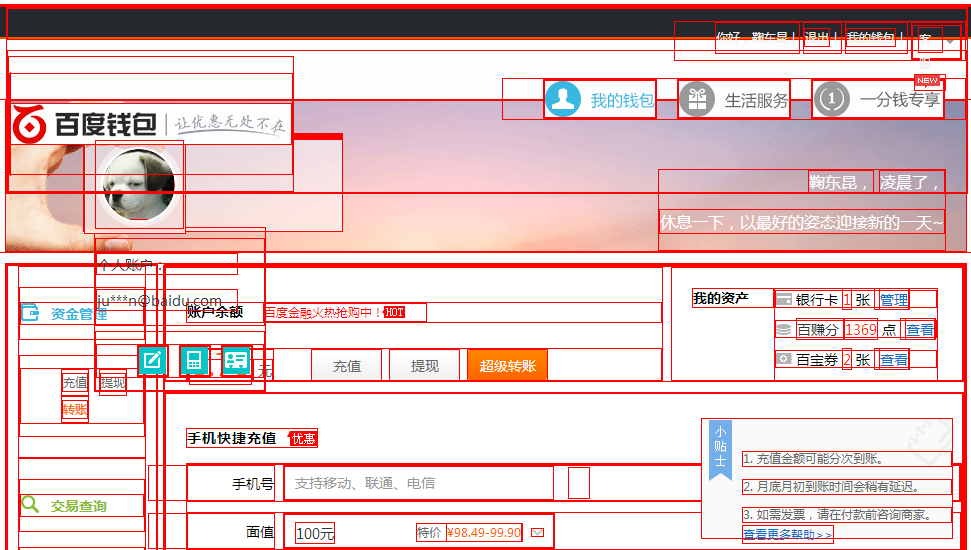 你好，鞠东昆 | 退出 | 我的钱包 | 客
我的钱包 生活服务 一分钱专享 NEW
百度钱包 | 让优惠无处不在
鞠东昆，凌晨了，
休息一下，以最好的姿态迎接新的一天~
个人账户：
ju***n@baidu.com
资金管理
充值 提现
转账
交易查询
账户余额 百度金融火热抢购中！HOT
元 充值 提现 超级转账
我的资产 银行卡 1 张 管理
百赚分 1369 点 查看
百宝券 2 张 查看
手机快捷充值 优惠
手机号 支持移动、联通、电信
面值 100元 特价 ¥98.49-99.90
小贴士
1. 充值金额可能分次到账。
2. 月底月初到账时间会稍有延迟。
3. 如需发票，请在付款前咨询商家。
查看更多帮助>>